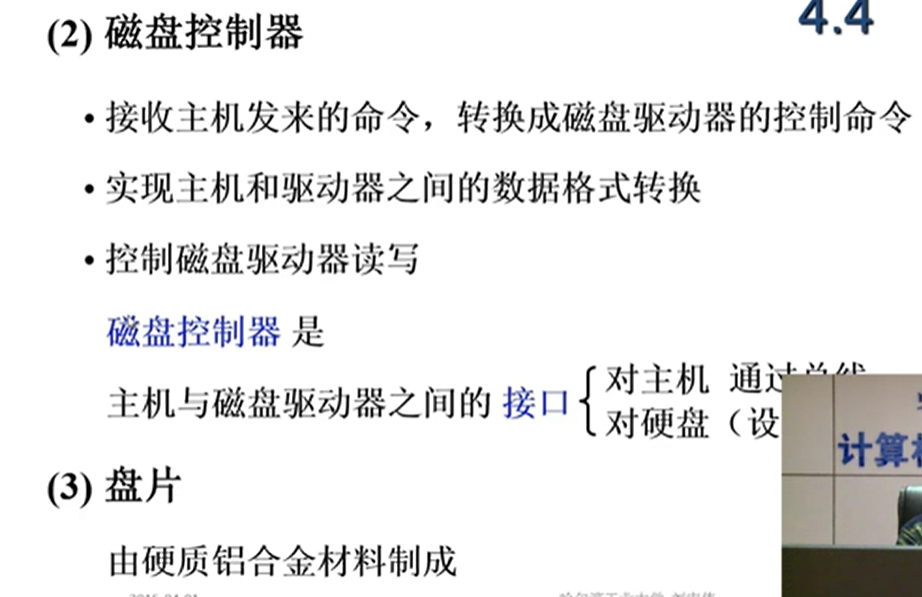 4.4
(2) 磁盘控制器
• 接收主机发来的命令，转换成磁盘驱动器的控制命令
• 实现主机和驱动器之间的数据格式转换
• 控制磁盘驱动器读写
磁盘控制器 是
主机与磁盘驱动器之间的 接口
对主机 通过总线
对硬盘（设
计算机
(3) 盘片
由硬质铝合金材料制成